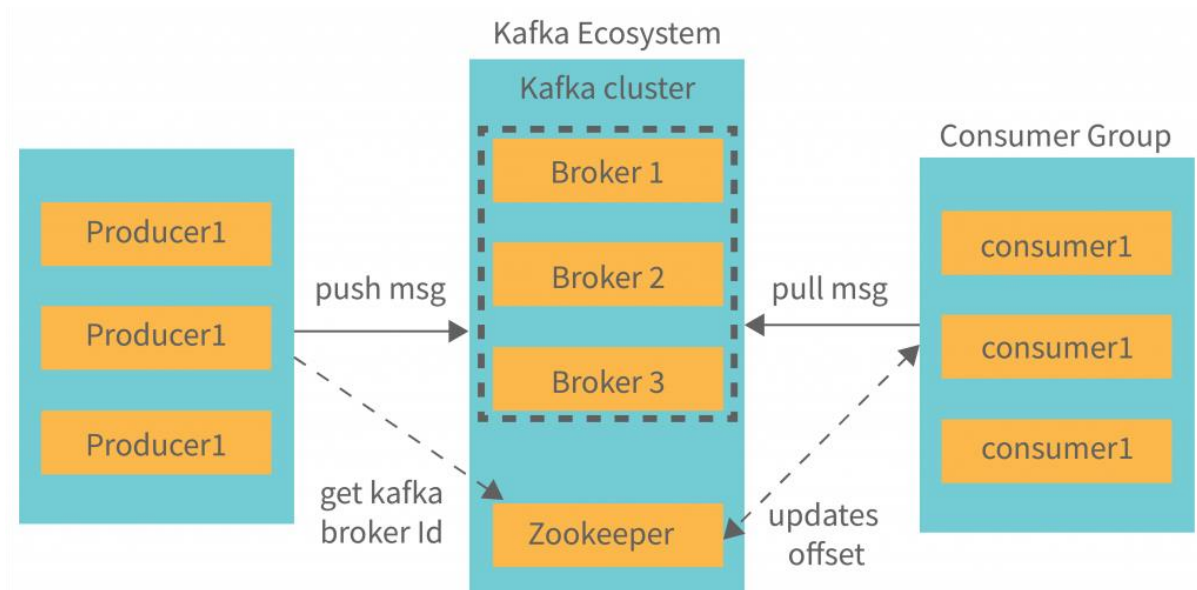 Kafka Ecosystem
Kafka cluster
Broker 1
Broker 2
Broker 3
Zookeeper
Producer1
Producer1
Producer1
push msg
get kafka
broker Id
pull msg
updates
offset
Consumer Group
consumer1
consumer1
consumer1